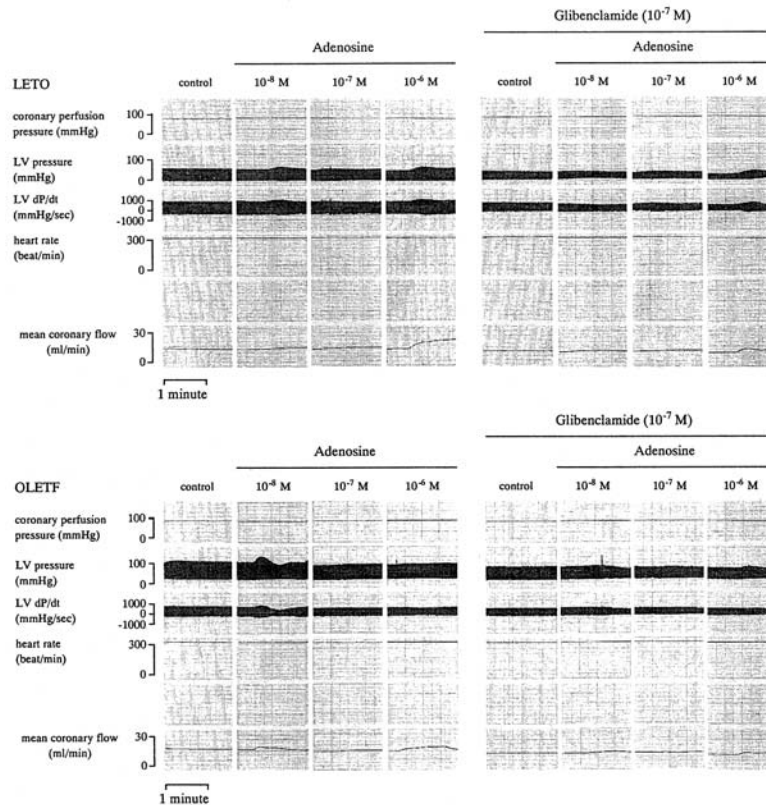 Glibenclamide (10⁻⁷ M)
Adenosine Adenosine
LETO control 10⁻⁸ M 10⁻⁷ M 10⁻⁶ M control 10⁻⁸ M 10⁻⁷ M 10⁻⁶ M
coronary perfusion 100
pressure (mmHg) 0
LV pressure 100
(mmHg) 0
LV dP/dt 1000
(mmHg/sec) 0
-1000
heart rate 300
(beat/min) 0
mean coronary flow 30
(ml/min) 0
1 minute
Glibenclamide (10⁻⁷ M)
Adenosine Adenosine
OLETF control 10⁻⁸ M 10⁻⁷ M 10⁻⁶ M control 10⁻⁸ M 10⁻⁷ M 10⁻⁶ M
coronary perfusion 100
pressure (mmHg) 0
LV pressure 100
(mmHg) 0
LV dP/dt 1000
(mmHg/sec) 0
-1000
heart rate 300
(beat/min) 0
mean coronary flow 30
(ml/min) 0
1 minute